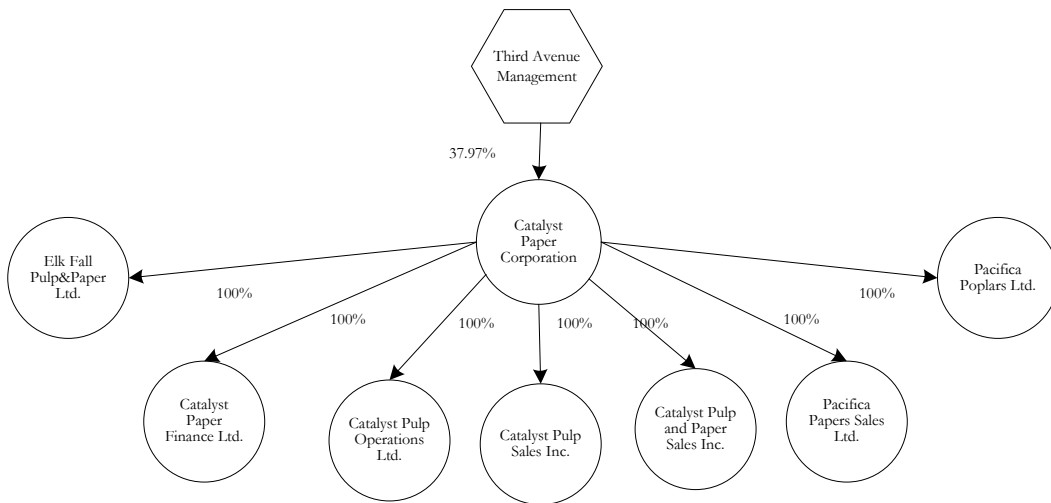 Third Avenue
Management
37.97%
Catalyst
Paper
Corporation
Elk Fall
Pulp&Paper
Ltd.
Pacifica
Poplars Ltd.
100%
100%
100%
100%
100%
100%
100%
Catalyst
Paper
Finance Ltd.
Catalyst Pulp
Operations
Ltd.
Catalyst Pulp
Sales Inc.
Catalyst Pulp
and Paper
Sales Inc.
Pacifica
Papers Sales
Ltd.